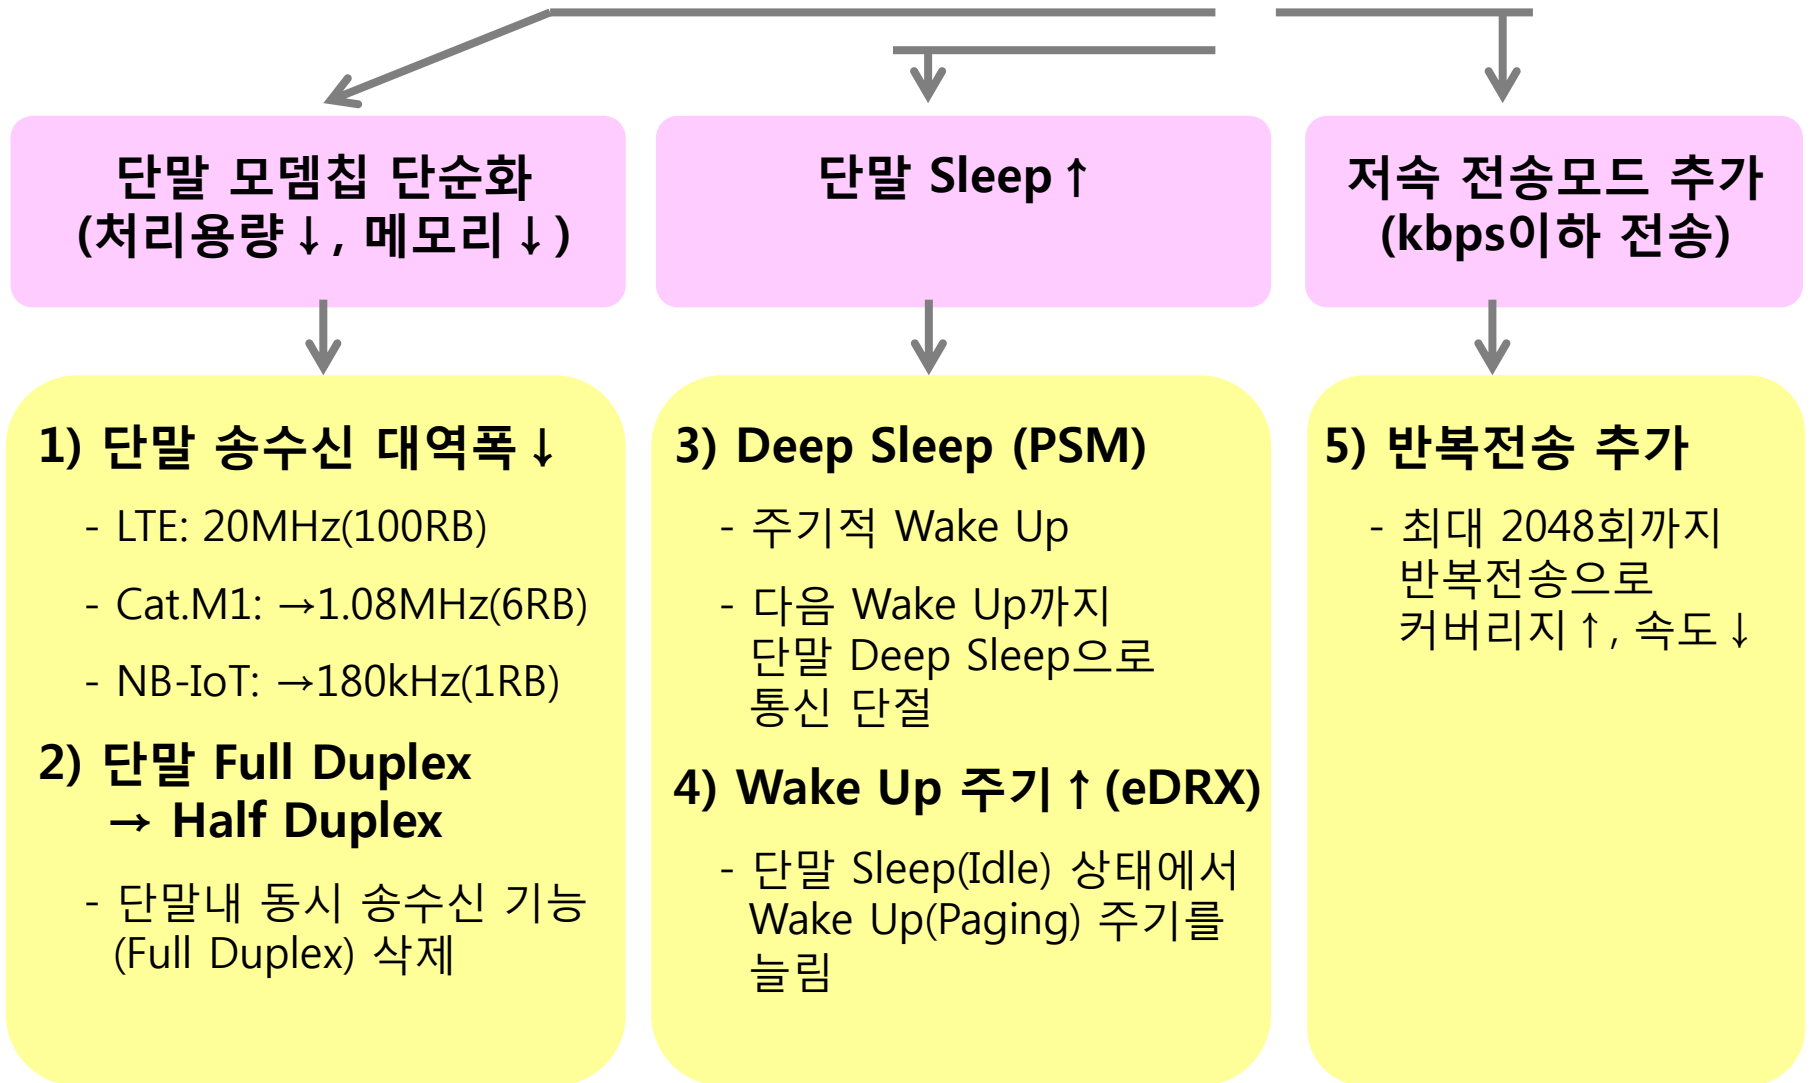 단말 모뎀칩 단순화
(처리용량↓, 메모리↓)
단말 Sleep↑
저속 전송모드 추가
(kbps이하 전송)
1) 단말 송수신 대역폭↓
- LTE: 20MHz(100RB)
- Cat.M1: →1.08MHz(6RB)
- NB-IoT: →180kHz(1RB)
2) 단말 Full Duplex
→ Half Duplex
- 단말내 동시 송수신 기능
(Full Duplex) 삭제
3) Deep Sleep (PSM)
- 주기적 Wake Up
- 다음 Wake Up까지
단말 Deep Sleep으로
통신 단절
4) Wake Up 주기↑(eDRX)
- 단말 Sleep(Idle) 상태에서
Wake Up(Paging) 주기를
늘림
5) 반복전송 추가
- 최대 2048회까지
반복전송으로
커버리지↑, 속도↓